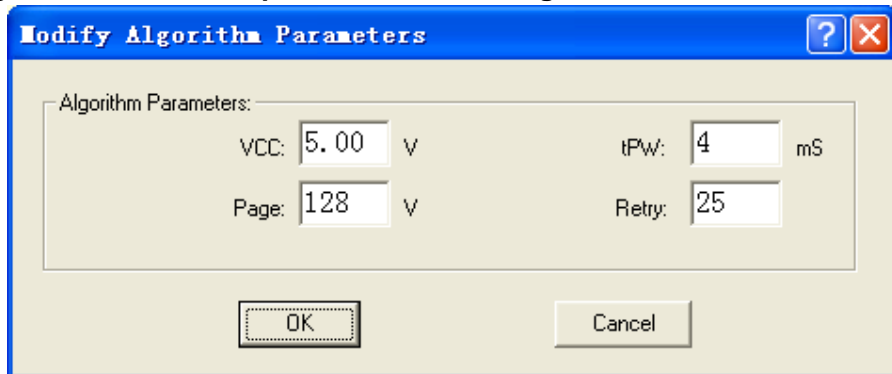 Modify Algorithm Parameters
Algorithm Parameters:
VCC: 5.00 V tPW: 4 mS
Page: 128 V Retry: 25
OK Cancel